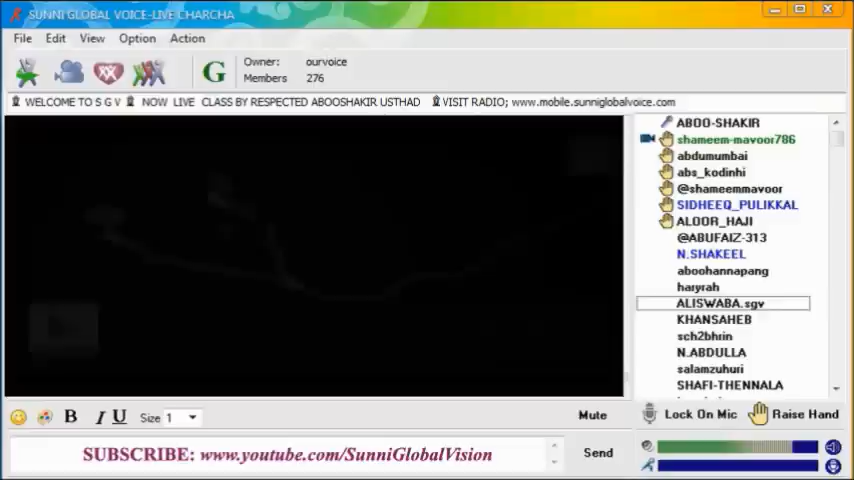 SUNNI GLOBAL VOICE-LIVE CHARCHA
File Edit View Option Action
G
Owner: ourvoice
Members 276
WELCOME TO S G V NOW LIVE CLASS BY RESPECTED ABOOSHAKIR USTHAD VISIT RADIO; www.mobile.sunniglobalvoice.com
ABOO-SHAKIR
shameem-mavoor786
abdumumbai
abs_kodinhi
@shameemmavoor
SIDHEEQ_PULIKKAL
ALOOR_HAJI
@ABUFAIZ-313
N.SHAKEEL
aboohannapang
haryrah
ALISWABA.sgv
KHANSAHEB
sch2bhrin
N.ABDULLA
salamzuhuri
SHAFI-THENNALA
B I U Size 1 Mute Lock On Mic Raise Hand
SUBSCRIBE: www.youtube.com/SunniGlobalVision Send